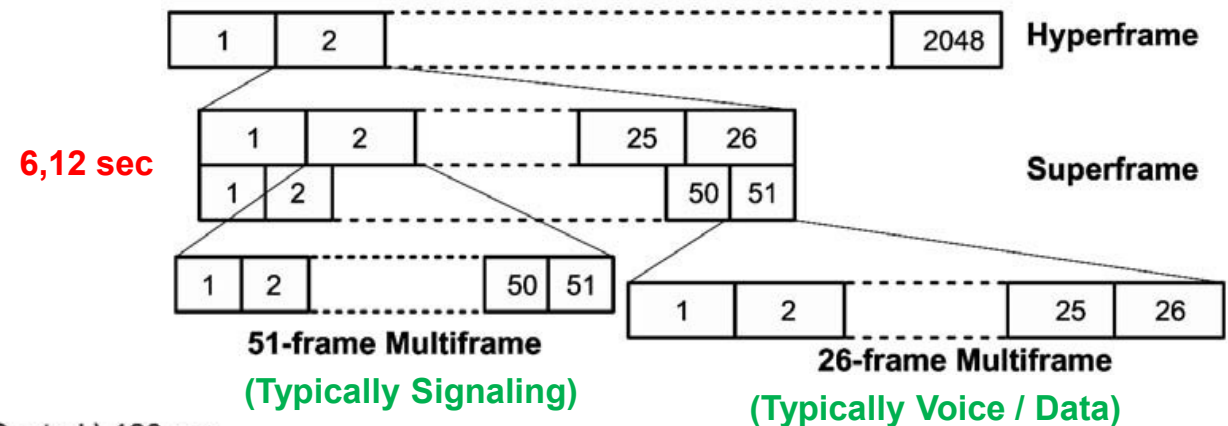 1 2 2048 Hyperframe
1 2 25 26
6,12 sec Superframe
1 2 50 51
1 2 50 51
1 2 25 26
51-frame Multiframe
26-frame Multiframe
(Typically Signaling)
(Typically Voice / Data)